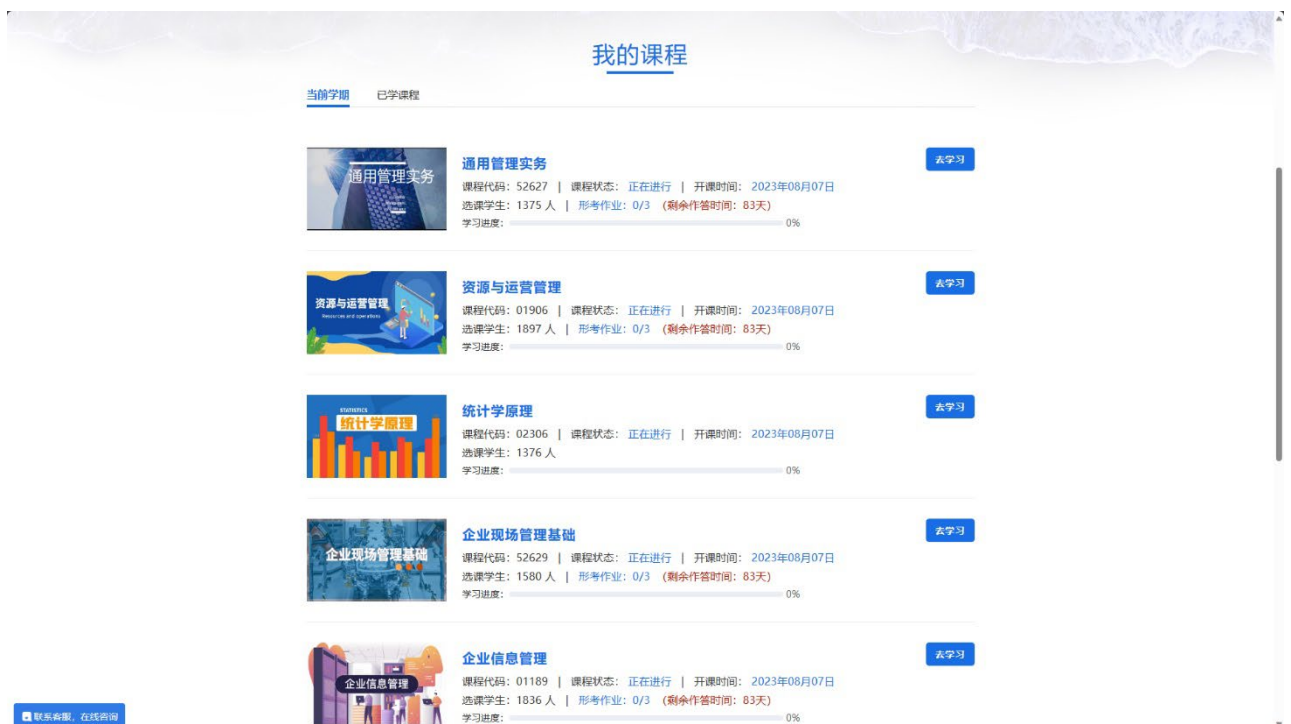 我的课程
当前学期 已学课程
通用管理实务
通用管理实务
去学习
课程代码：52627 | 课程状态：正在进行 | 开课时间：2023年08月07日
选课学生：1375 人 | 形考作业：0/3 （剩余作答时间：83天）
学习进度： 0%
资源与运营管理
Resources and operations
资源与运营管理
去学习
课程代码：01906 | 课程状态：正在进行 | 开课时间：2023年08月07日
选课学生：1897 人 | 形考作业：0/3 （剩余作答时间：83天）
学习进度： 0%
STATISTICS
统计学原理
统计学原理
去学习
课程代码：02306 | 课程状态：正在进行 | 开课时间：2023年08月07日
选课学生：1376 人
学习进度： 0%
企业现场管理基础
企业现场管理基础
去学习
课程代码：52629 | 课程状态：正在进行 | 开课时间：2023年08月07日
选课学生：1580 人 | 形考作业：0/3 （剩余作答时间：83天）
学习进度： 0%
企业信息管理
企业信息管理
去学习
课程代码：01189 | 课程状态：正在进行 | 开课时间：2023年08月07日
选课学生：1836 人 | 形考作业：0/3 （剩余作答时间：83天）
学习进度： 0%
联系客服，在线咨询